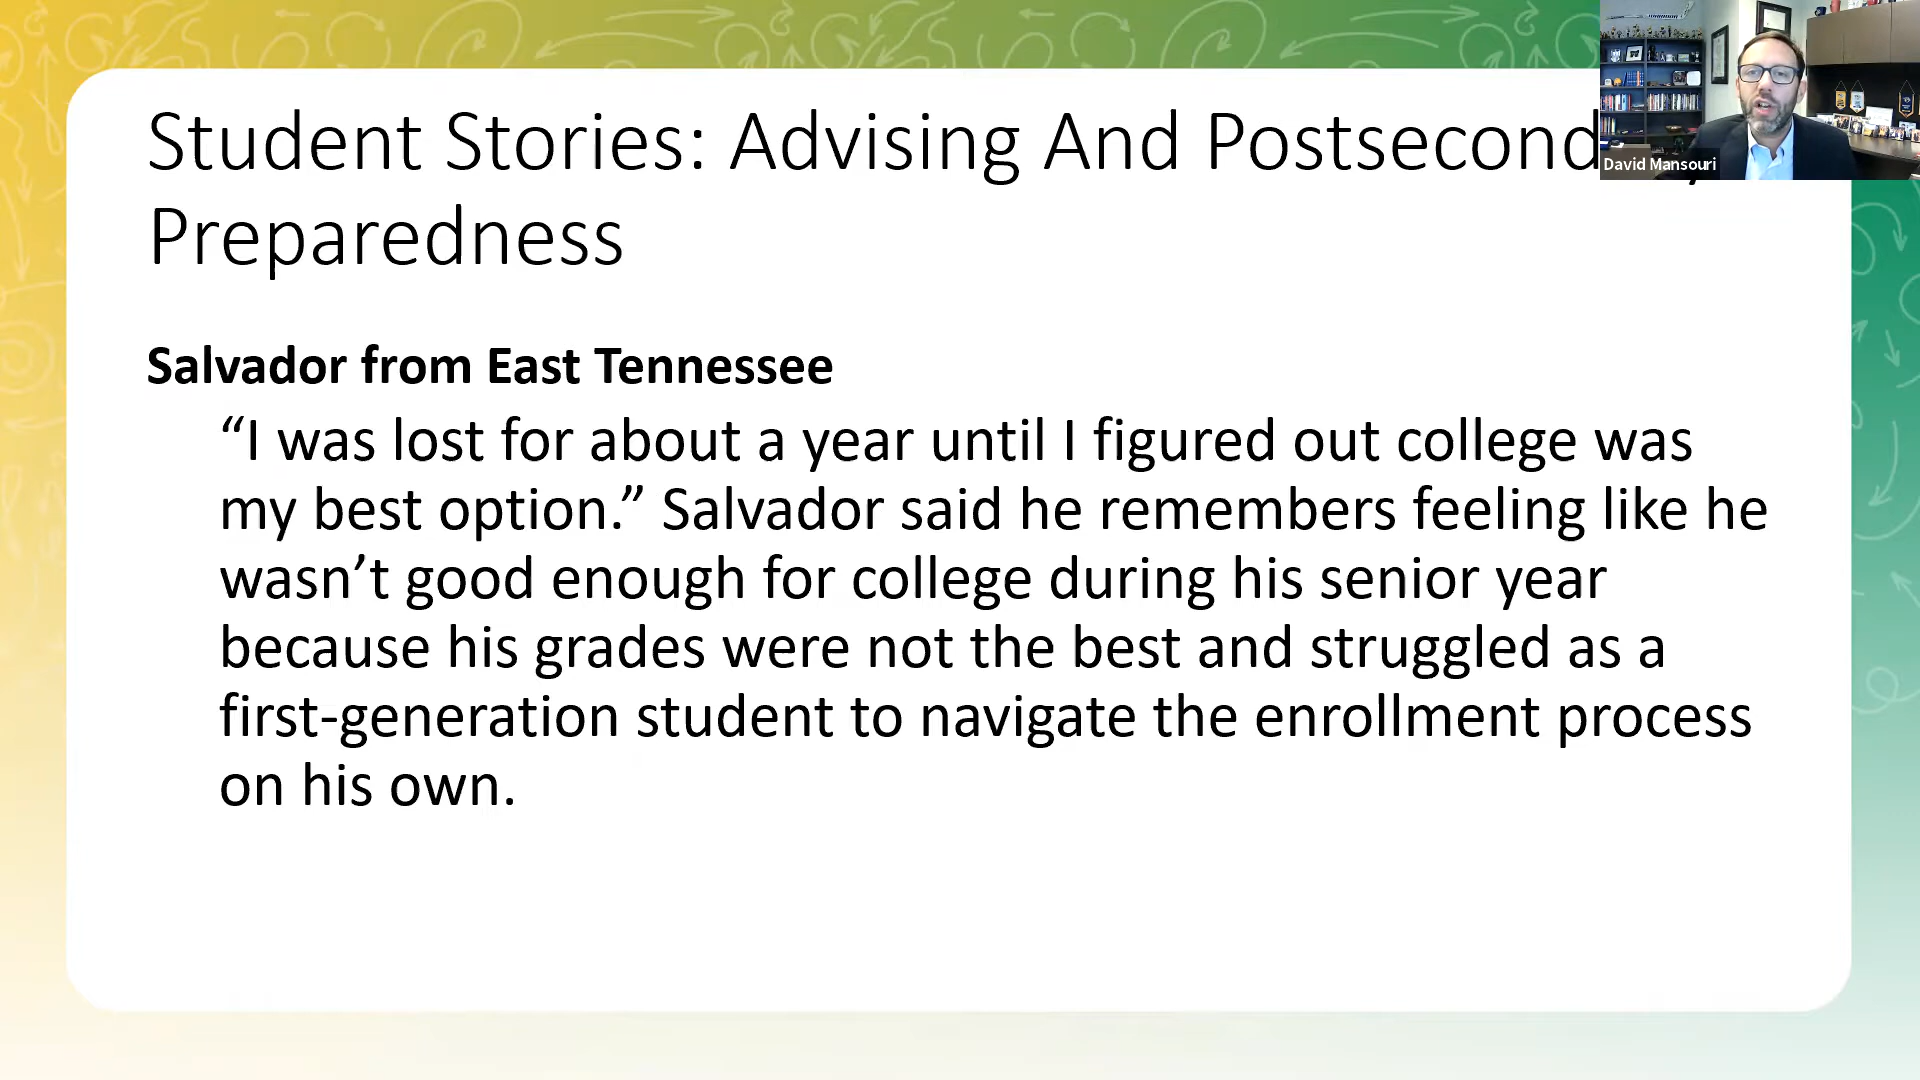 Student Stories: Advising And Postsecond
Preparedness
David Mansouri
Salvador from East Tennessee
“I was lost for about a year until I figured out college was
my best option.” Salvador said he remembers feeling like he
wasn’t good enough for college during his senior year
because his grades were not the best and struggled as a
first-generation student to navigate the enrollment process
on his own.